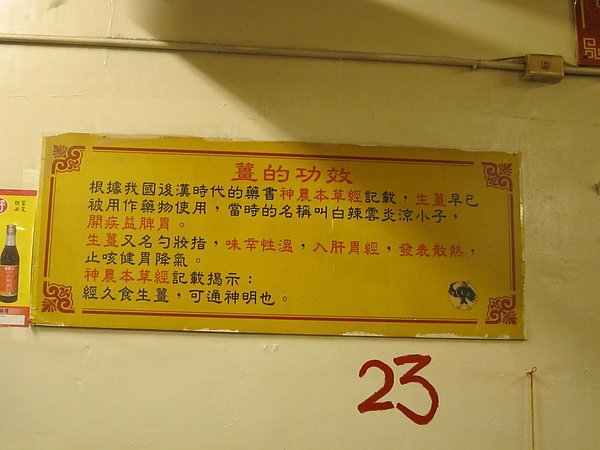 薑的功效
根據我國後漢時代的藥書神農本草經記載，生薑早已
被用作藥物使用，當時的名稱叫白辣雲炎涼小子，
開痰益脾胃。
生薑又名勻妝指，味幸性溫，入肝胃經，發表散熱，
止咳健胃降氣。
神農本草經記載揭示：
經久食生薑，可通神明也。
23